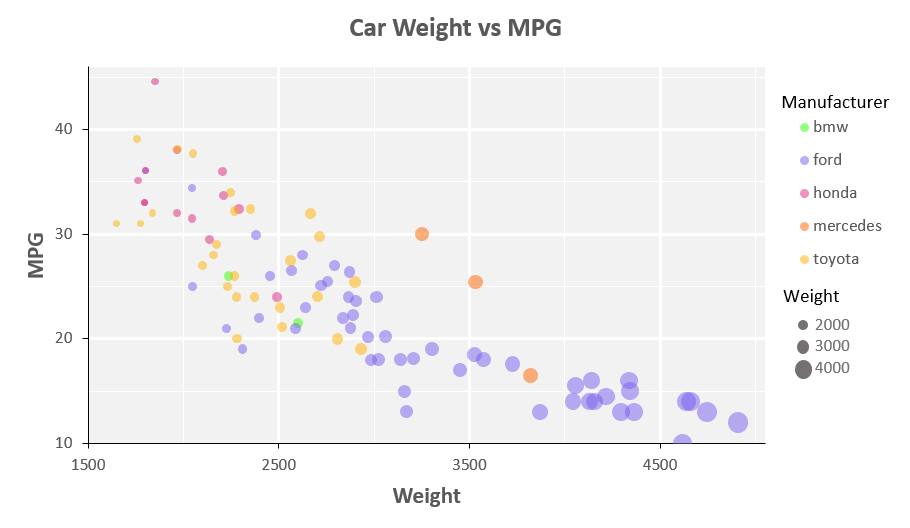 Car Weight vs MPG
MPG
40
30
20
10
1500
2500
3500
4500
Weight
Manufacturer
bmw
ford
honda
mercedes
toyota
Weight
2000
3000
4000